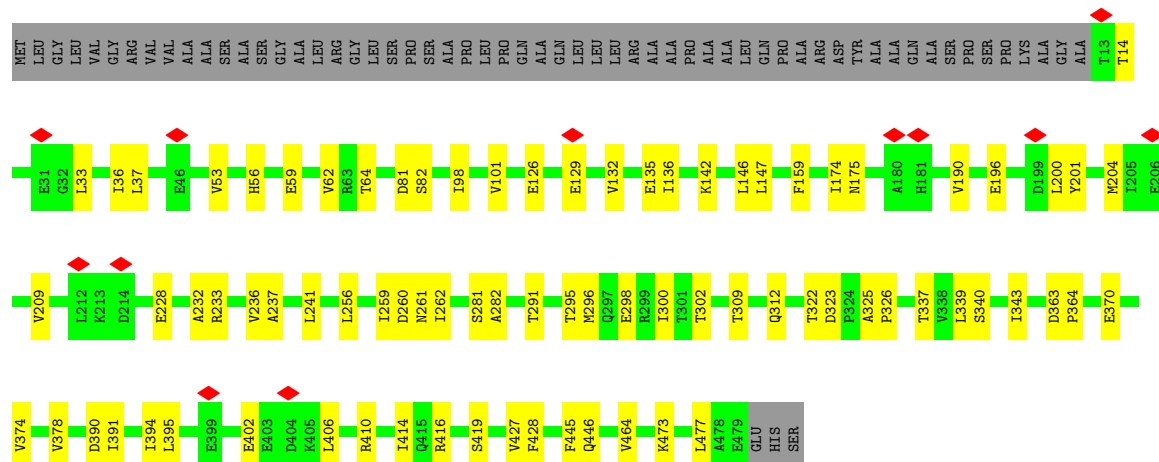 MET LEU GLY LEU VAL GLY ARG VAL VAL ALA ALA SER ALA SER GLY ALA LEU ARG GLY LEU SER PRO SER ALA PRO LEU PRO GLN ALA GLN LEU LEU LEU ARG ALA ALA PRO ALA ALA LEU GLN PRO ALA ARG ASP TYR ALA ALA GLN ALA SER PRO SER PRO LYS ALA GLY ALA T13 T14
E31 G32 L33 I36 L37 E46 V53 H56 E59 V62 R63 T64 D81 S82 I98 V101 E126 E129 V132 E135 I136 K142 L146 L147 F159 I174 N175 A180 H181 V190 E196 D199 L200 Y201 M204 I205 E206
V209 L212 K213 D214 E228 A232 R233 V236 A237 L241 L256 I259 D260 N261 I262 S281 A282 T291 T295 M296 Q297 E298 R299 I300 T301 T302 T309 Q312 T322 D323 P324 A325 P326 T337 V338 L339 S340 I343 D363 P364 E370
V374 V378 D390 I391 I394 L395 E399 E402 E403 D404 K405 L406 R410 I414 Q415 R416 S419 V427 F428 F445 Q446 V464 K473 L477 A478 E479 GLU HIS SER